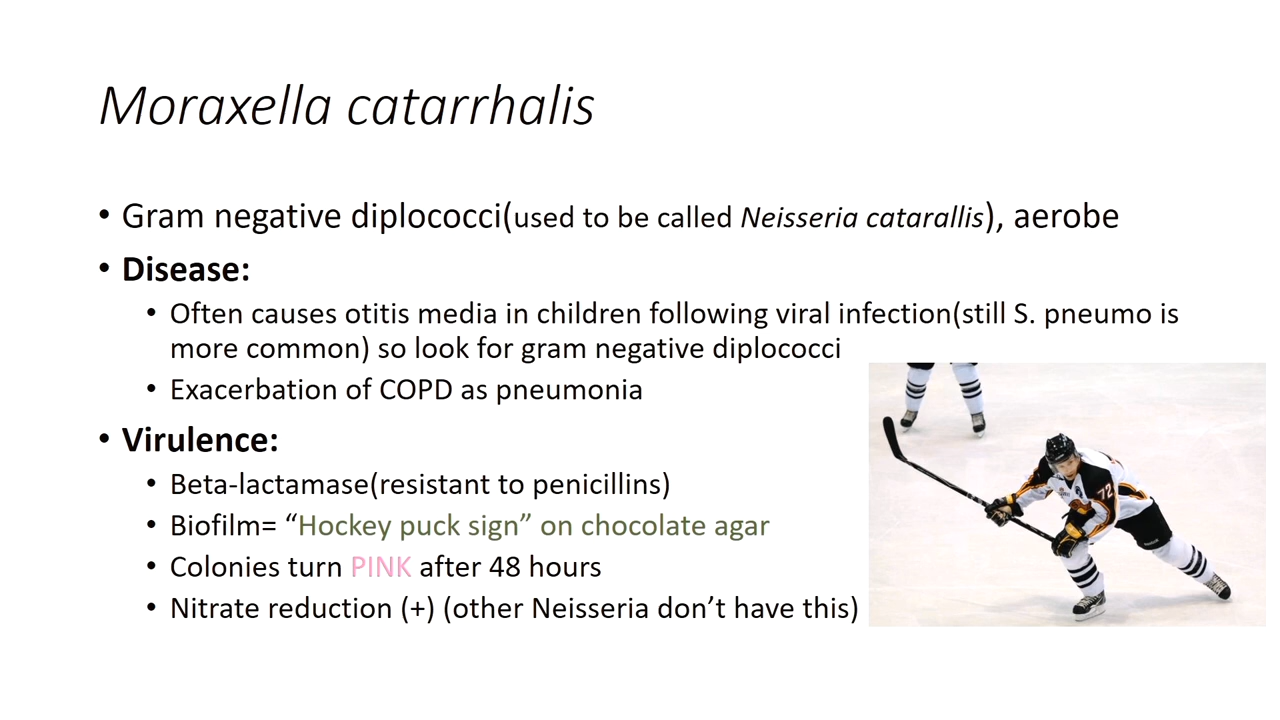 Moraxella catarrhalis
• Gram negative diplococci(used to be called Neisseria catarallis), aerobe
• Disease:
• Often causes otitis media in children following viral infection(still S. pneumo is
more common) so look for gram negative diplococci
• Exacerbation of COPD as pneumonia
• Virulence:
• Beta-lactamase(resistant to penicillins)
• Biofilm= “Hockey puck sign” on chocolate agar
• Colonies turn PINK after 48 hours
• Nitrate reduction (+) (other Neisseria don’t have this)
72